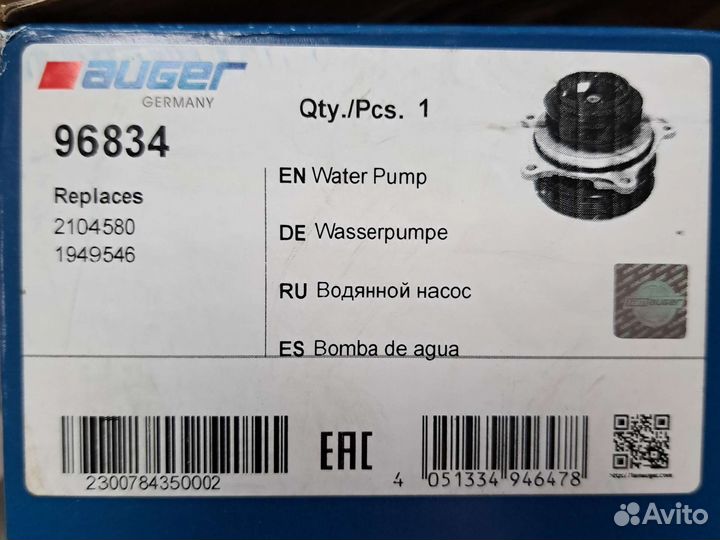 auger
GERMANY
Qty./Pcs. 1
96834
EN Water Pump
Replaces
2104580
1949546
DE Wasserpumpe
RU Водянной насос
ES Bomba de agua
2300784350002
EAC
4 051334 946478
Avito